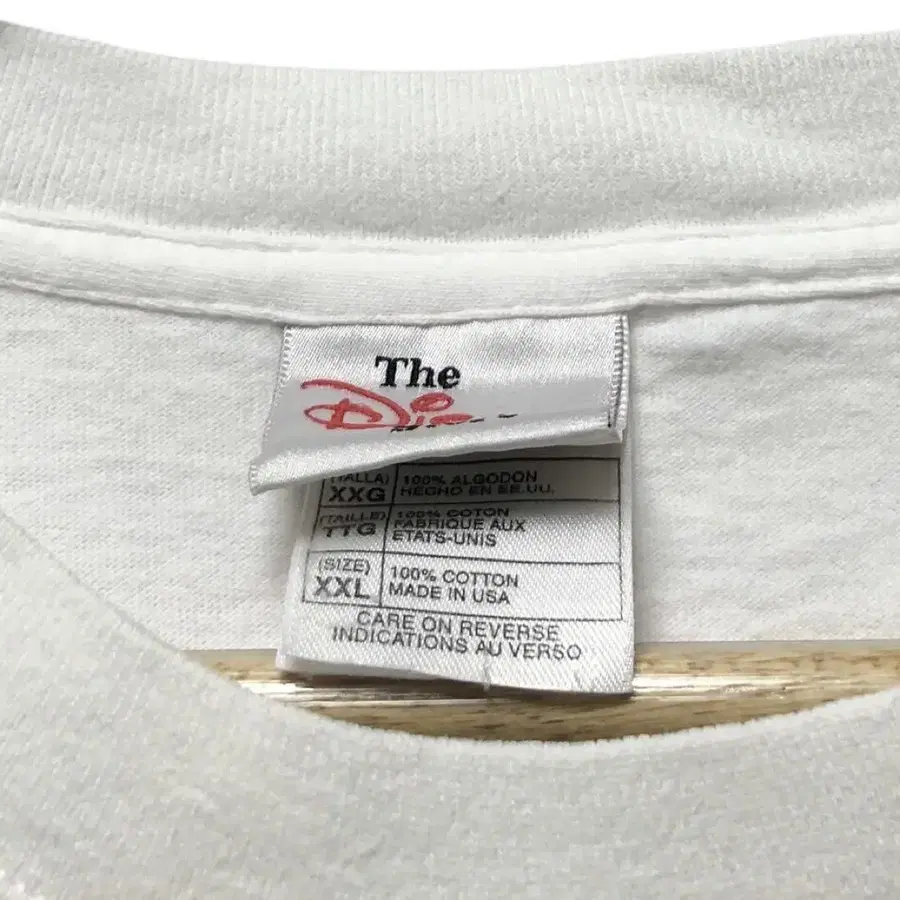 The
(TALLA)
XXG
100% ALGODON
HECHO EN EE.UU.
(TAILLE)
TTG
100% COTON
FABRIQUE AUX
ETATS-UNIS
(SIZE)
XXL
100% COTTON
MADE IN USA
CARE ON REVERSE
INDICATIONS AU VERSO